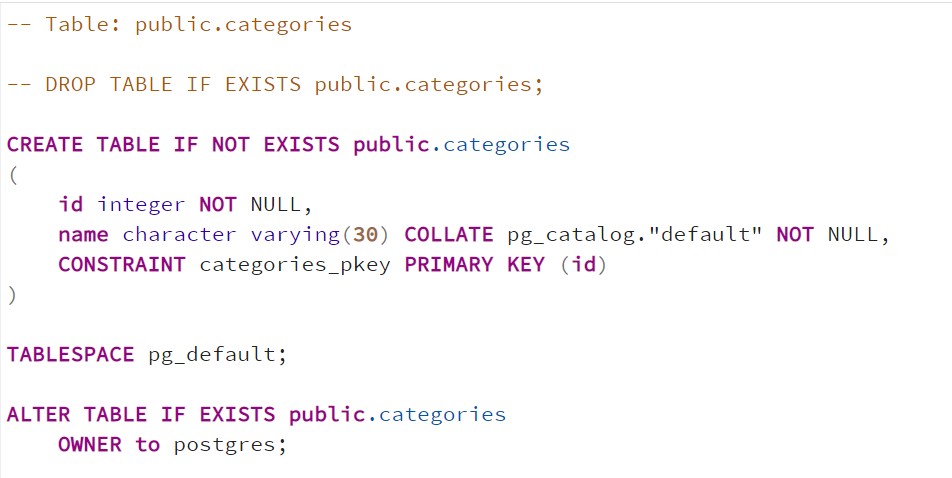 -- Table: public.categories
-- DROP TABLE IF EXISTS public.categories;
CREATE TABLE IF NOT EXISTS public.categories
(
    id integer NOT NULL,
    name character varying(30) COLLATE pg_catalog."default" NOT NULL,
    CONSTRAINT categories_pkey PRIMARY KEY (id)
)
TABLESPACE pg_default;
ALTER TABLE IF EXISTS public.categories
    OWNER to postgres;